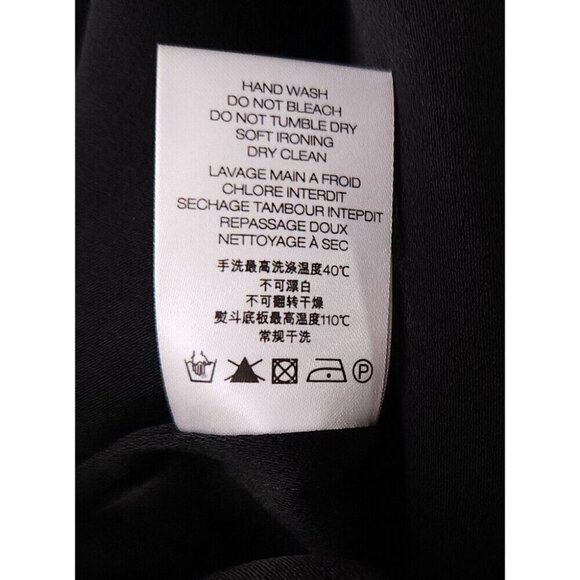 HAND WASH
DO NOT BLEACH
DO NOT TUMBLE DRY
SOFT IRONING
DRY CLEAN
LAVAGE MAIN A FROID
CHLORE INTERDIT
SECHAGE TAMBOUR INTEPDIT
REPASSAGE DOUX
NETTOYAGE À SEC
手洗最高洗涤温度40℃
不可漂白
不可翻转干燥
熨斗底板最高温度110℃
常规干洗
P